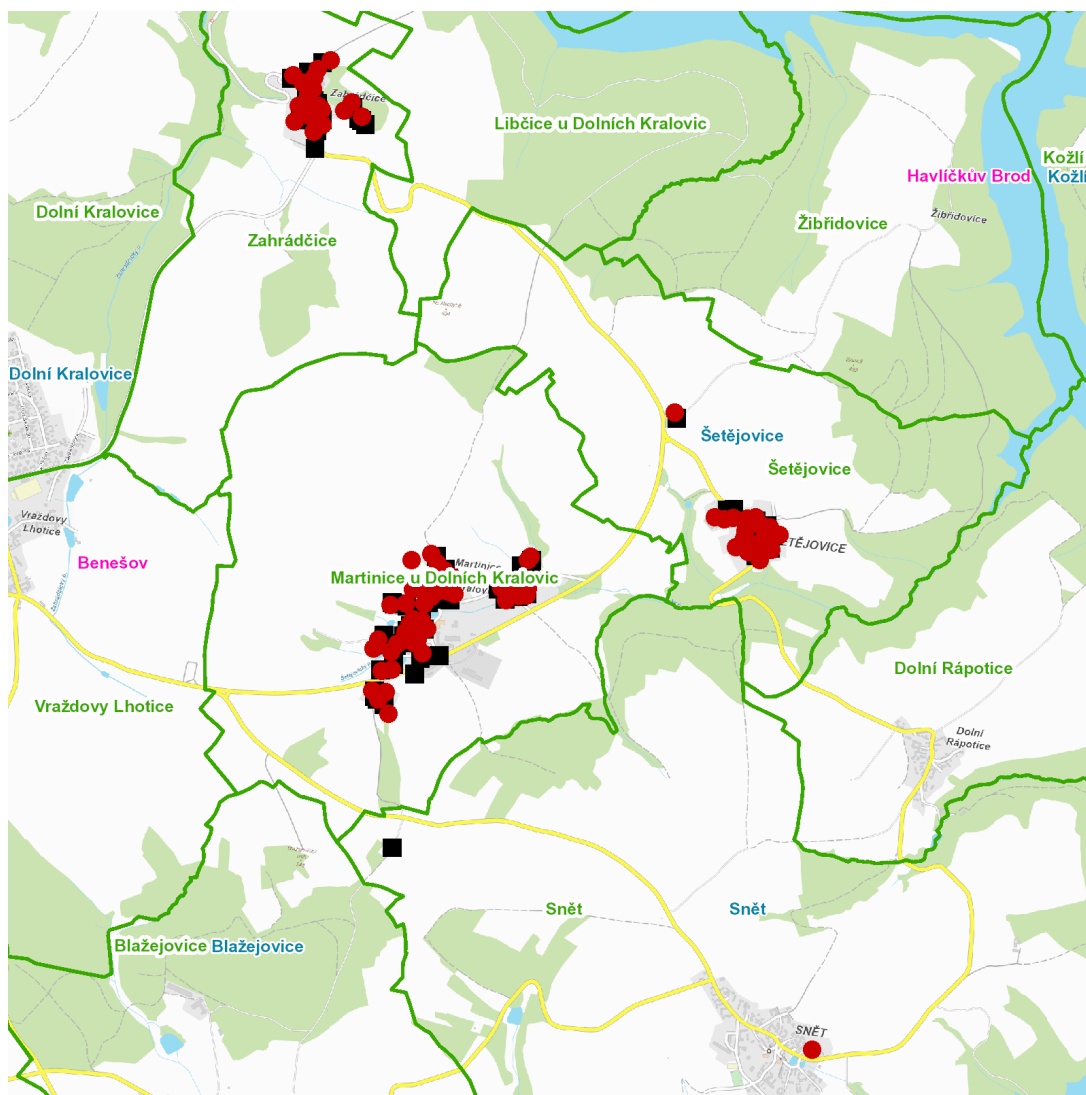 Zahrádčice
Libčice u Dolních Kralovic
Kožlí
Havlíčkův Brod
Kožlí
Dolní Kralovice
Žibřidovice
Žibřidovice
Zahrádčice
Dolní Kralovice
Šetějovice
Šetějovice
Vraždovy
Lhotice
ŠETĚJOVICE
Benešov
Martinice
Martinice u Dolních Kralovic
Dolní Rápotice
Vraždovy Lhotice
Dolní
Rápotice
Snět
Snět
Blažejovice
Blažejovice
SNĚT